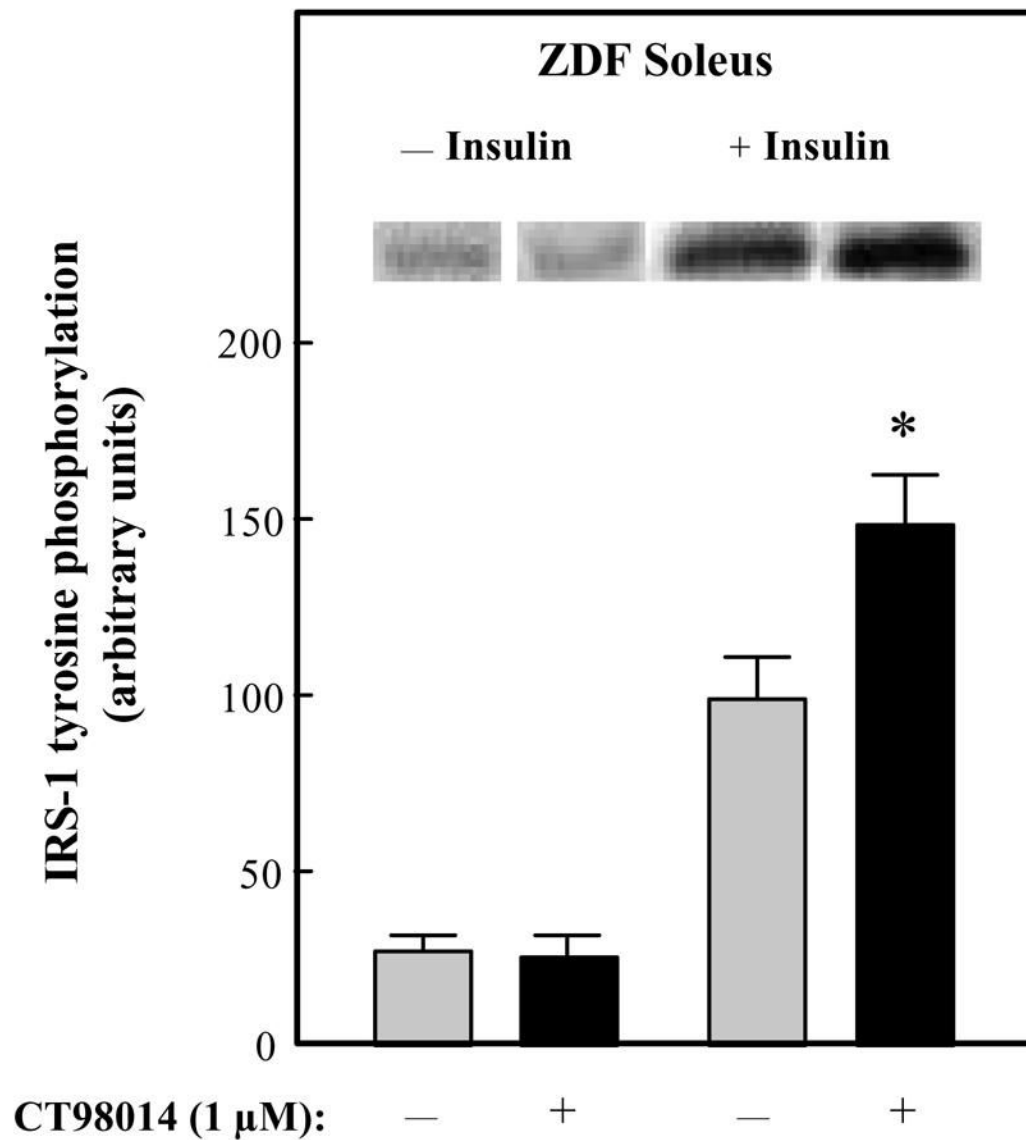 ZDF Soleus
— Insulin + Insulin
IRS-1 tyrosine phosphorylation
(arbitrary units)
200
*
150
100
50
0
CT98014 (1 μM): — + — +